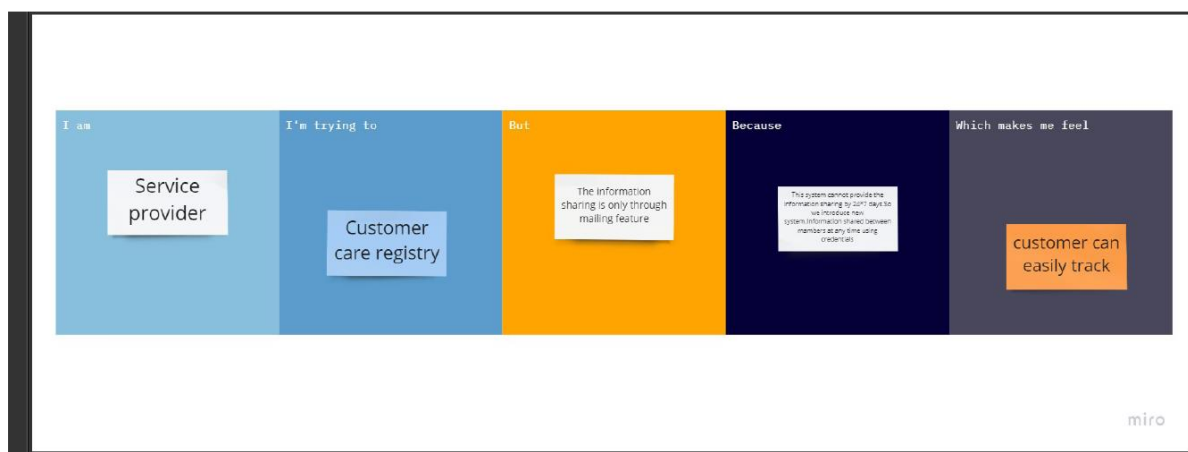 I am
Service
provider
I'm trying to
Customer
care registry
But
The information
sharing is only through
mailing feature
Because
This system cannot provide the
information sharing by 24*7 days.So
we introduce new
system.Information shared between
members at any time using
credentials
Which makes me feel
customer can
easily track
miro